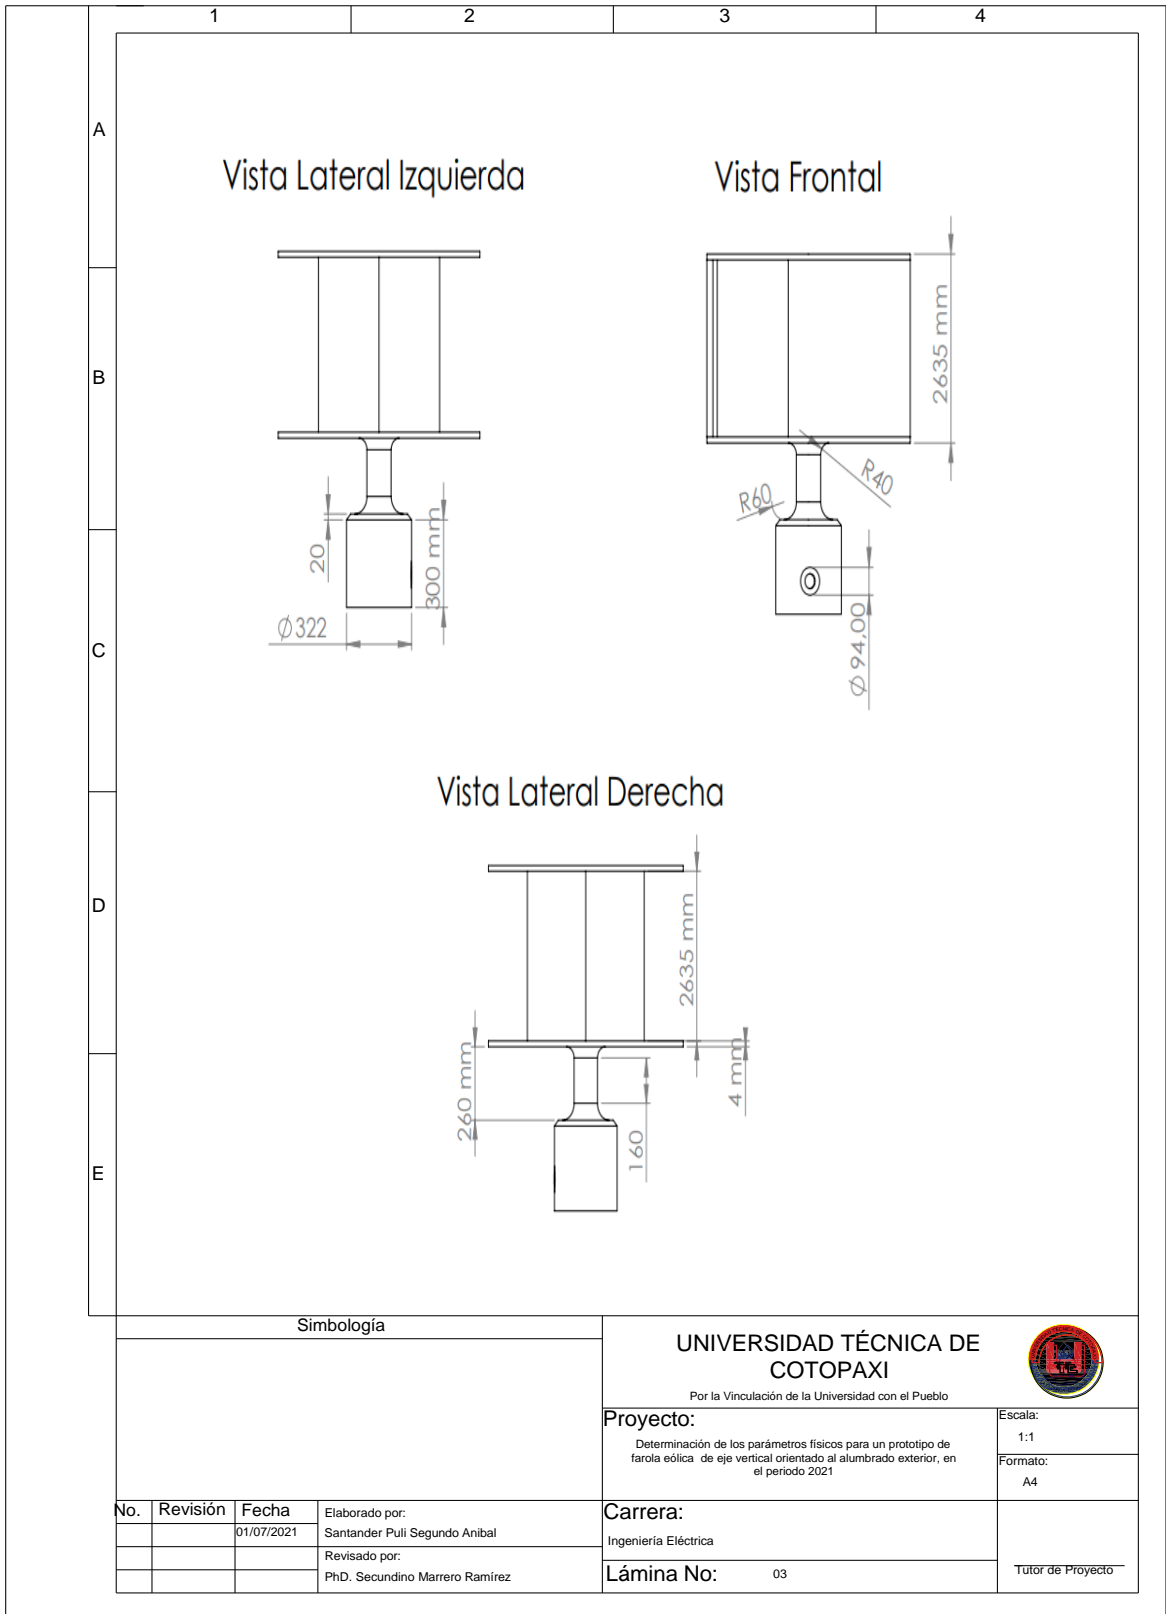 1
2
3
4
A
B
C
D
E
Vista Lateral Izquierda
Vista Frontal
20
300 mm
Ø322
2635 mm
R40
R60
Ø 94,00
Vista Lateral Derecha
2635 mm
260 mm
4 mm
160
Simbología
UNIVERSIDAD TÉCNICA DE
COTOPAXI
Por la Vinculación de la Universidad con el Pueblo
Proyecto:
Determinación de los parámetros físicos para un prototipo de
farola eólica de eje vertical orientado al alumbrado exterior, en
el periodo 2021
Escala:
1:1
Formato:
A4
No. Revisión Fecha
01/07/2021
Elaborado por:
Santander Puli Segundo Anibal
Revisado por:
PhD. Secundino Marrero Ramírez
Carrera:
Ingeniería Eléctrica
Lámina No: 03
Tutor de Proyecto